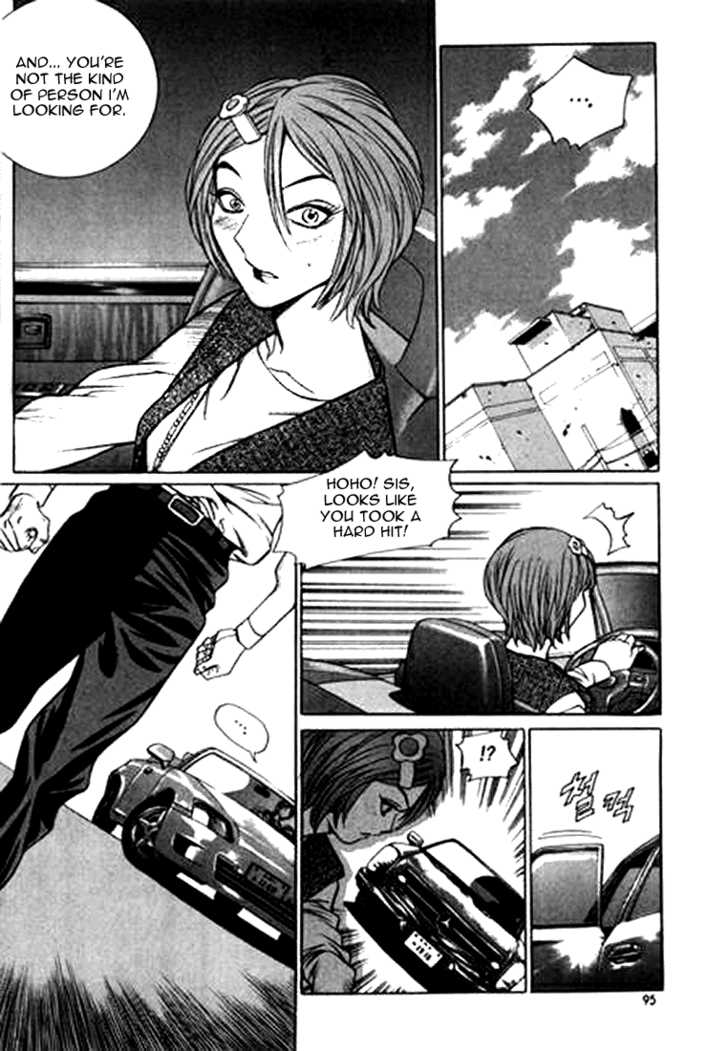 AND... YOU'RE
NOT THE KIND
OF PERSON I'M
LOOKING FOR.
...
HOHO! SIS,
LOOKS LIKE
YOU TOOK A
HARD HIT!
...
!?
철컥
95